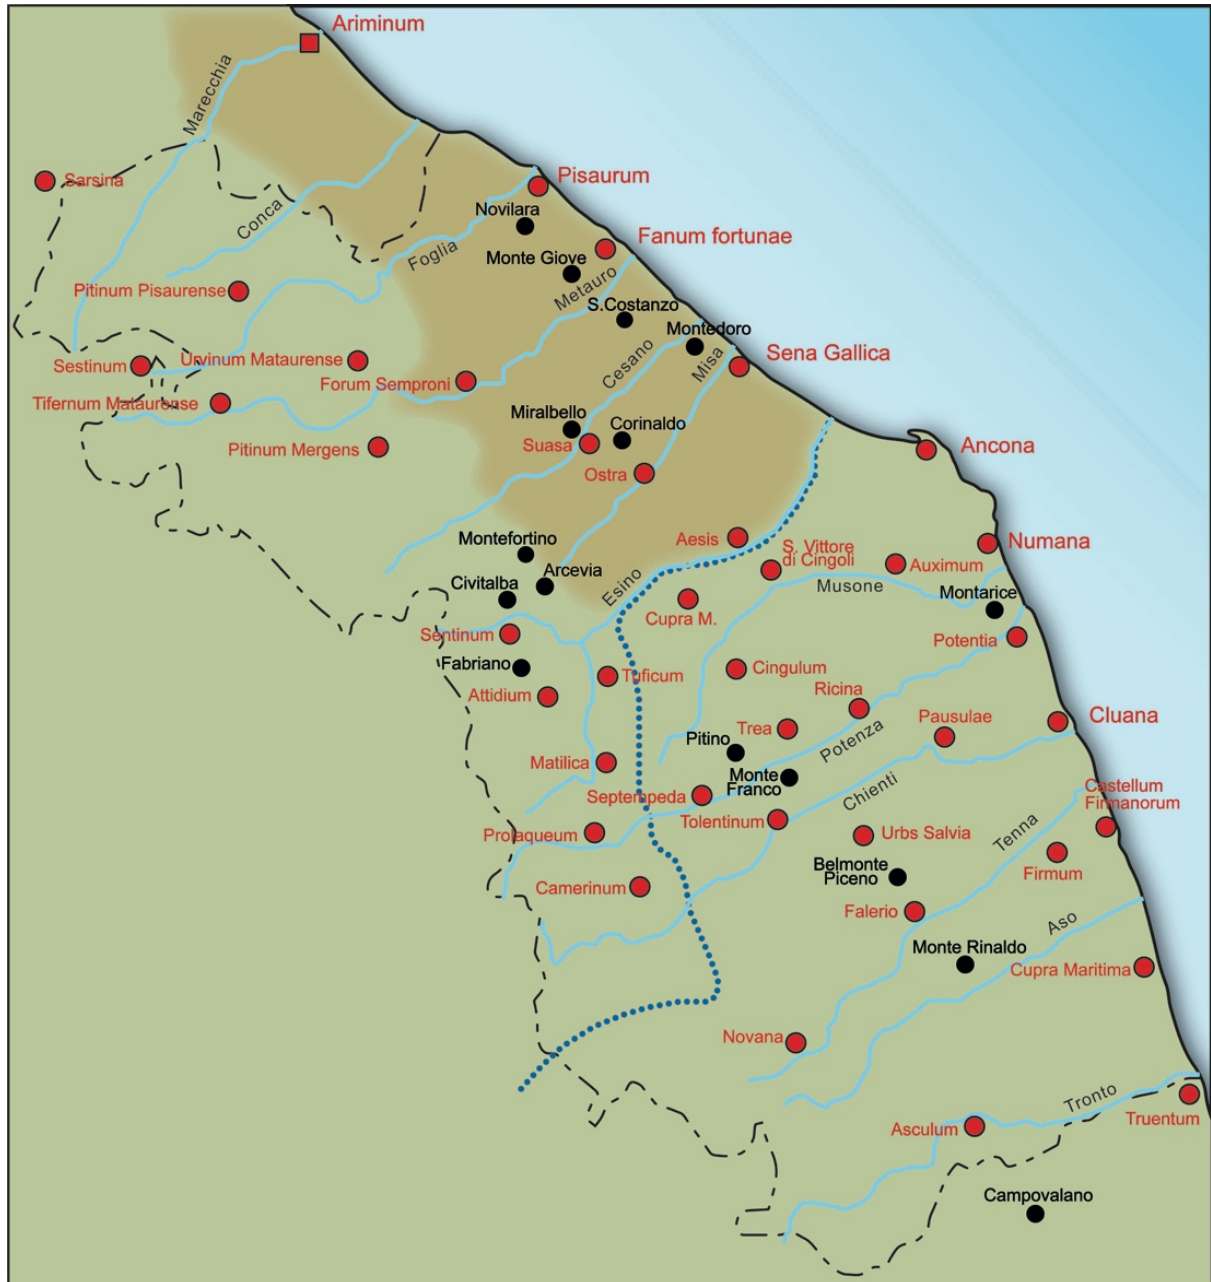 Ariminum
Marecchia
Sarsina
Pisaurum
Conca
Novilara
Fanum fortunae
Foglia
Monte Giove
Metauro
Pitinum Pisaurense
S.Costanzo
Montedoro
Sena Gallica
Misa
Cesano
Sestinum
Urvinum Mataurense
Forum Semproni
Tifernum Mataurense
Miralbello
Corinaldo
Suasa
Pitinum Mergens
Ancona
Ostra
Montefortino
Aesis
S. Vittore
di Cingoli
Numana
Auximum
Arcevia
Civitalba
Esino
Musone
Montarice
Cupra M.
Sentinum
Potentia
Fabriano
Tuficum
Cingulum
Attidium
Ricina
Pausulae
Cluana
Trea
Pitino
Potenza
Matilica
Monte
Franco
Chienti
Septempeda
Castellum
Firmanorum
Tolentinum
Prolaqueum
Urbs Salvia
Tenna
Belmonte
Piceno
Firmum
Camerinum
Falerio
Aso
Monte Rinaldo
Cupra Maritima
Novana
Tronto
Truentum
Asculum
Campovalano